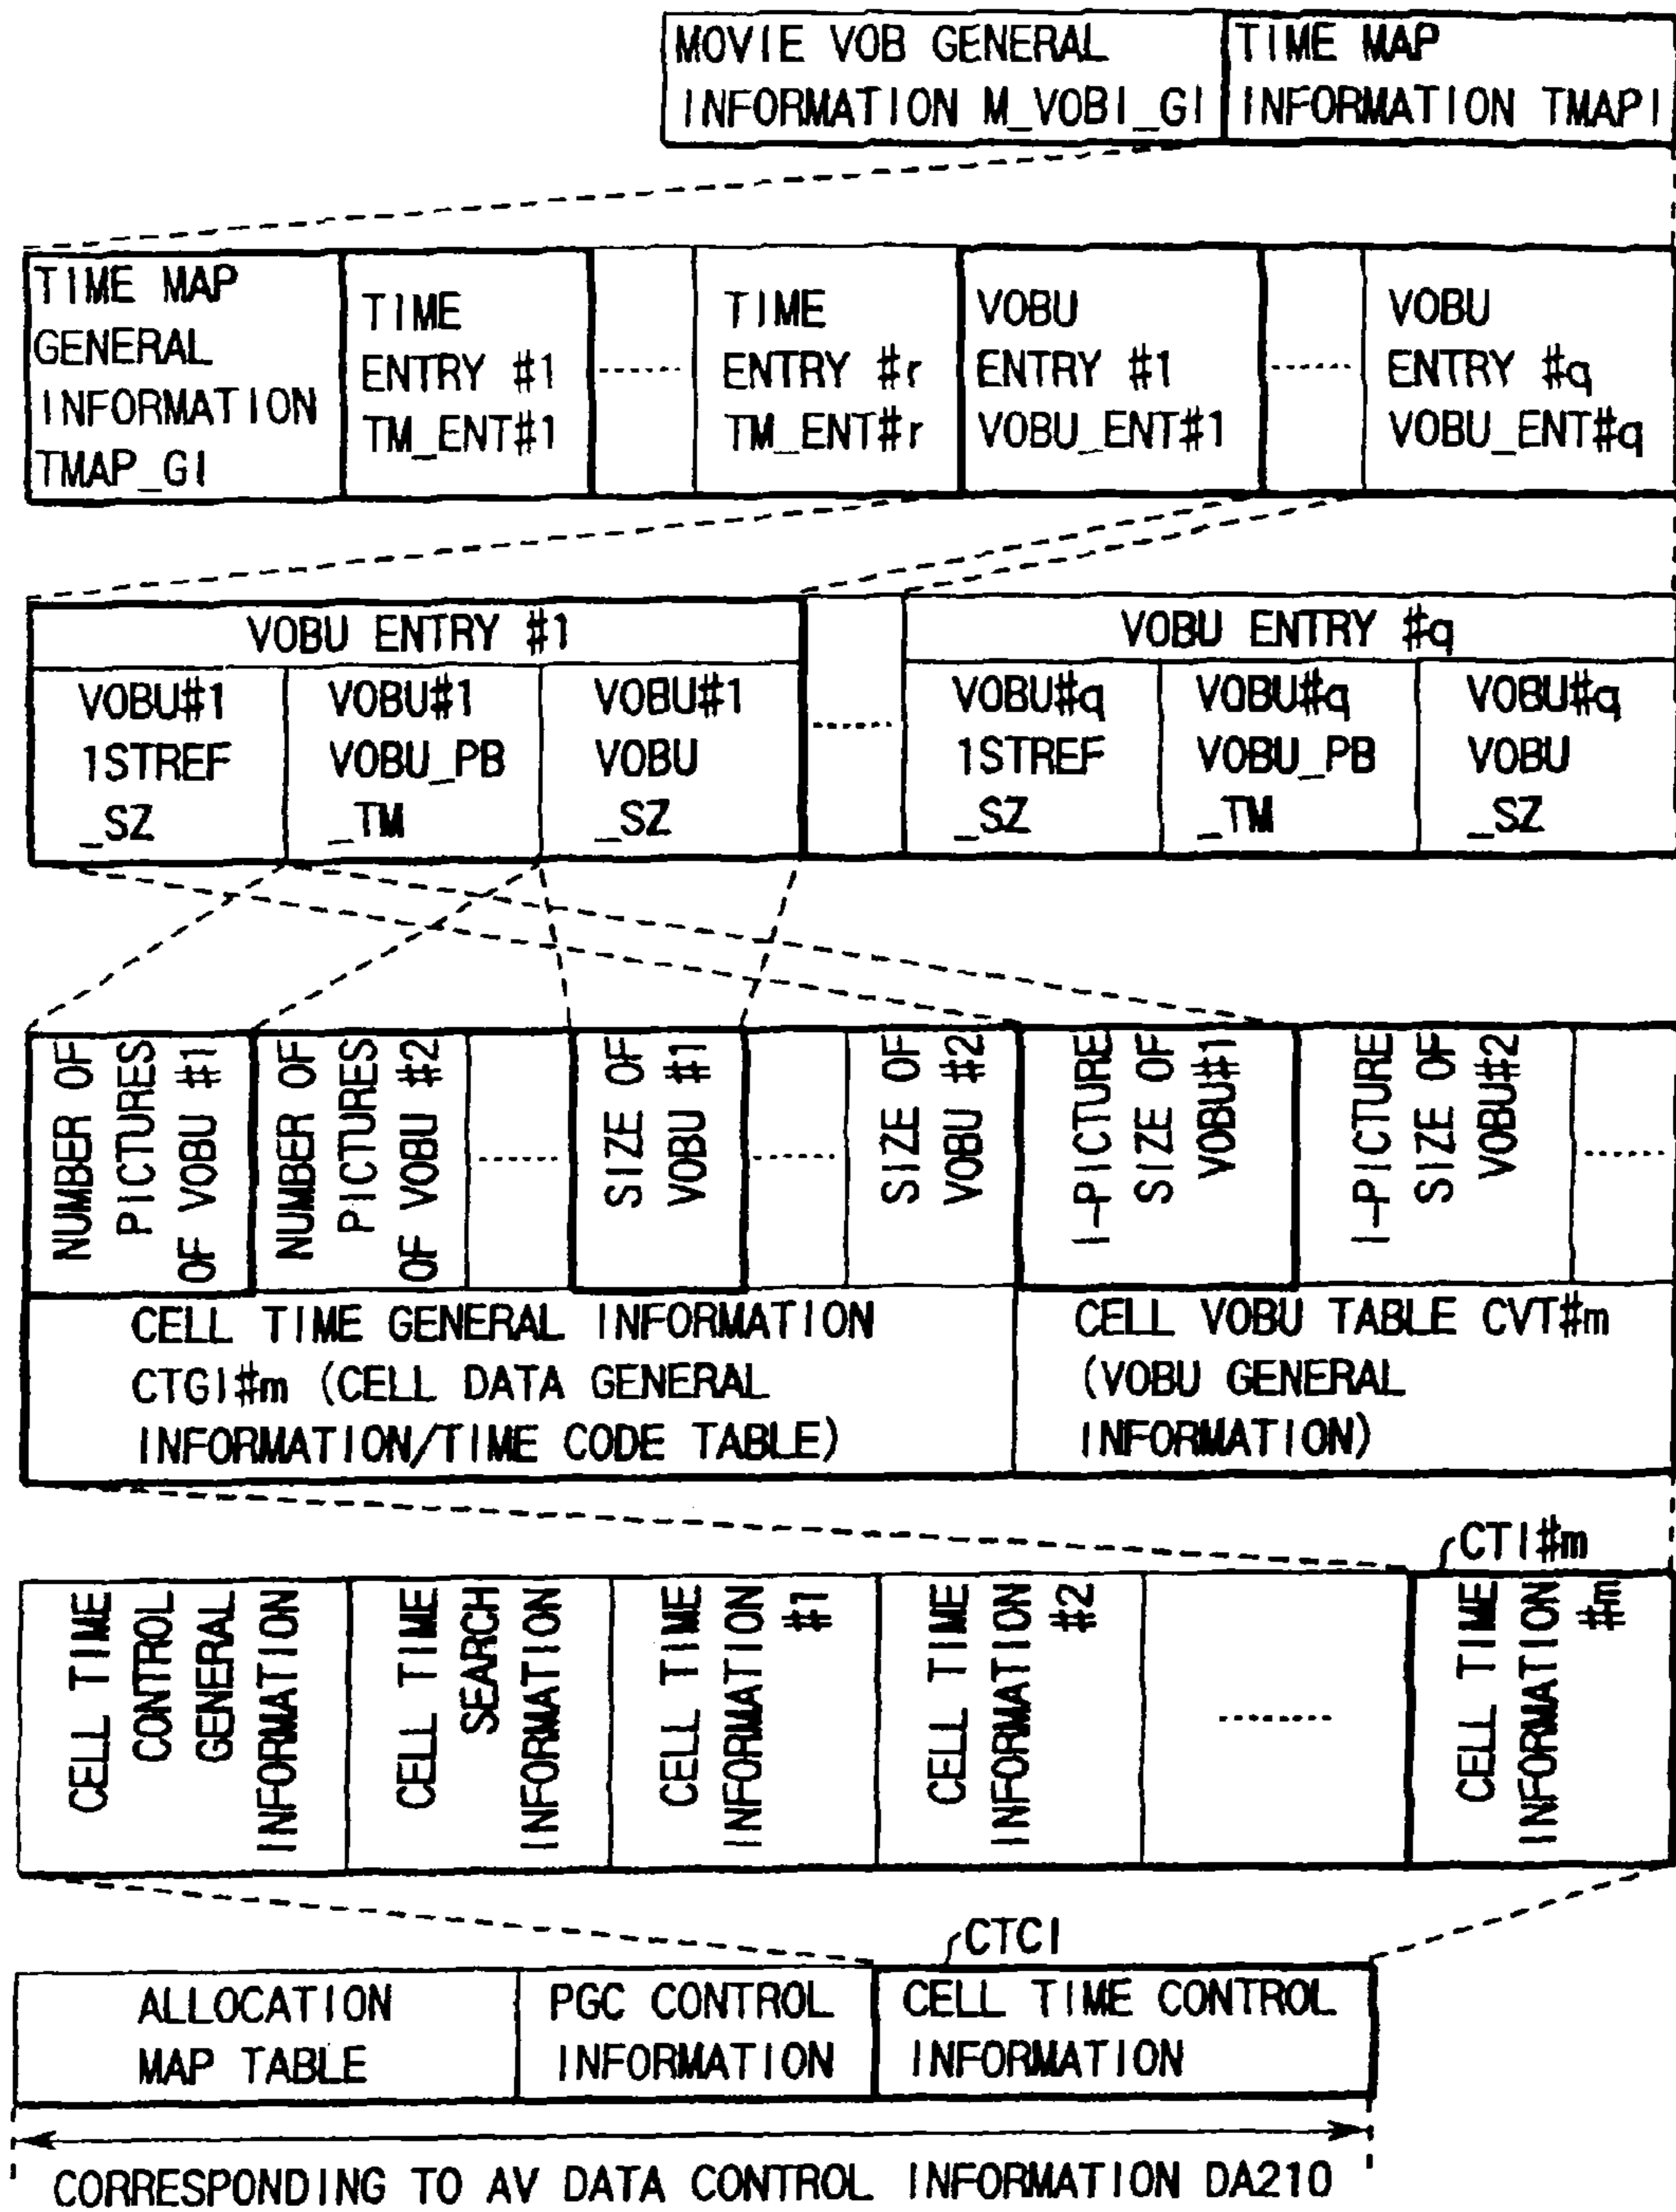 MOVIE VOB GENERAL
INFORMATION M_VOBI_GI
TIME MAP
INFORMATION TMAPI
TIME MAP
GENERAL
INFORMATION
TMAP_GI
TIME
ENTRY #1
TM_ENT#1
TIME
ENTRY #r
TM_ENT#r
VOBU
ENTRY #1
VOBU_ENT#1
VOBU
ENTRY #q
VOBU_ENT#q
VOBU ENTRY #1
VOBU#1
1STREF
_SZ
VOBU#1
VOBU_PB
_TM
VOBU#1
VOBU
_SZ
VOBU ENTRY #q
VOBU#q
1STREF
_SZ
VOBU#q
VOBU_PB
_TM
VOBU#q
VOBU
_SZ
NUMBER OF
PICTURES
OF VOBU #1
NUMBER OF
PICTURES
OF VOBU #2
SIZE OF
VOBU #1
SIZE OF
VOBU #2
I-PICTURE
SIZE OF
VOBU#1
I-PICTURE
SIZE OF
VOBU#2
CELL TIME GENERAL INFORMATION
CTGI#m (CELL DATA GENERAL
INFORMATION/TIME CODE TABLE)
CELL VOBU TABLE CVT#m
(VOBU GENERAL
INFORMATION)
CTI#m
CELL TIME
CONTROL
GENERAL
INFORMATION
CELL TIME
SEARCH
INFORMATION
CELL TIME
INFORMATION
#1
CELL TIME
INFORMATION
#2
CELL TIME
INFORMATION
#m
CTCI
ALLOCATION
MAP TABLE
PGC CONTROL
INFORMATION
CELL TIME CONTROL
INFORMATION
CORRESPONDING TO AV DATA CONTROL INFORMATION DA210